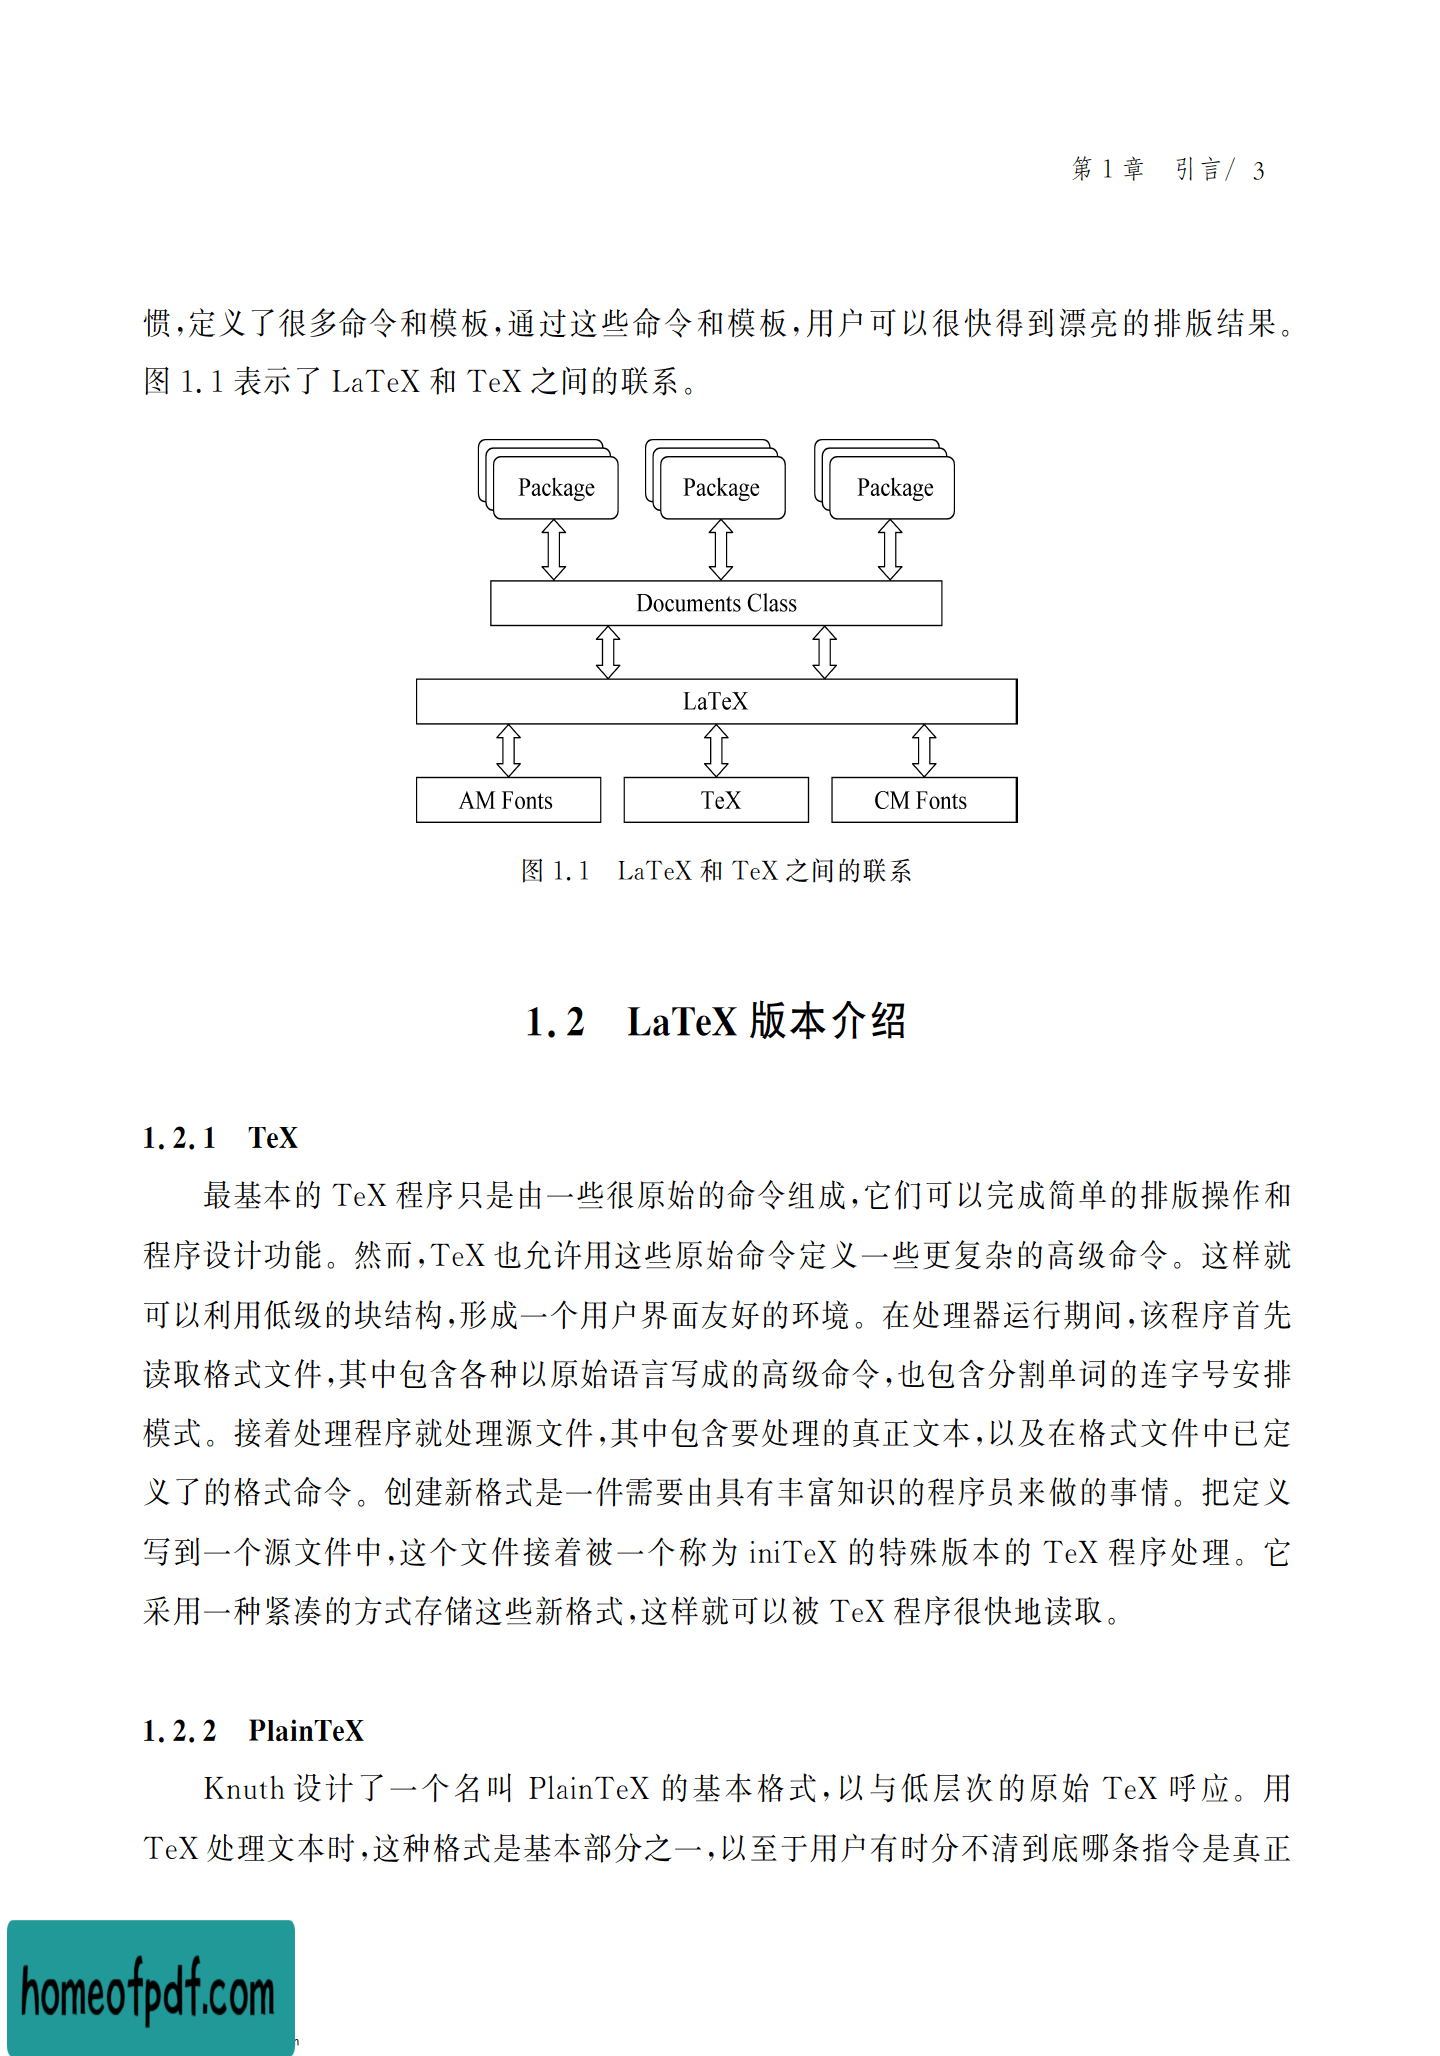 第 1 章 引言/ 3
惯,定义了很多命令和模板,通过这些命令和模板,用户可以很快得到漂亮的排版结果。
图 1.1 表示了 LaTeX 和 TeX 之间的联系。
Package Package Package
Documents Class
LaTeX
AM Fonts TeX CM Fonts
图 1.1 LaTeX 和 TeX 之间的联系
1.2 LaTeX 版本介绍
1.2.1 TeX
最基本的 TeX 程序只是由一些很原始的命令组成,它们可以完成简单的排版操作和
程序设计功能。然而,TeX 也允许用这些原始命令定义一些更复杂的高级命令。这样就
可以利用低级的块结构,形成一个用户界面友好的环境。在处理器运行期间,该程序首先
读取格式文件,其中包含各种以原始语言写成的高级命令,也包含分割单词的连字号安排
模式。接着处理程序就处理源文件,其中包含要处理的真正文本,以及在格式文件中已定
义了的格式命令。创建新格式是一件需要由具有丰富知识的程序员来做的事情。把定义
写到一个源文件中,这个文件接着被一个称为 iniTeX 的特殊版本的 TeX 程序处理。它
采用一种紧凑的方式存储这些新格式,这样就可以被 TeX 程序很快地读取。
1.2.2 PlainTeX
Knuth 设计了一个名叫 PlainTeX 的基本格式,以与低层次的原始 TeX 呼应。用
TeX 处理文本时,这种格式是基本部分之一,以至于用户有时分不清到底哪条指令是真正
homeofpdf.com